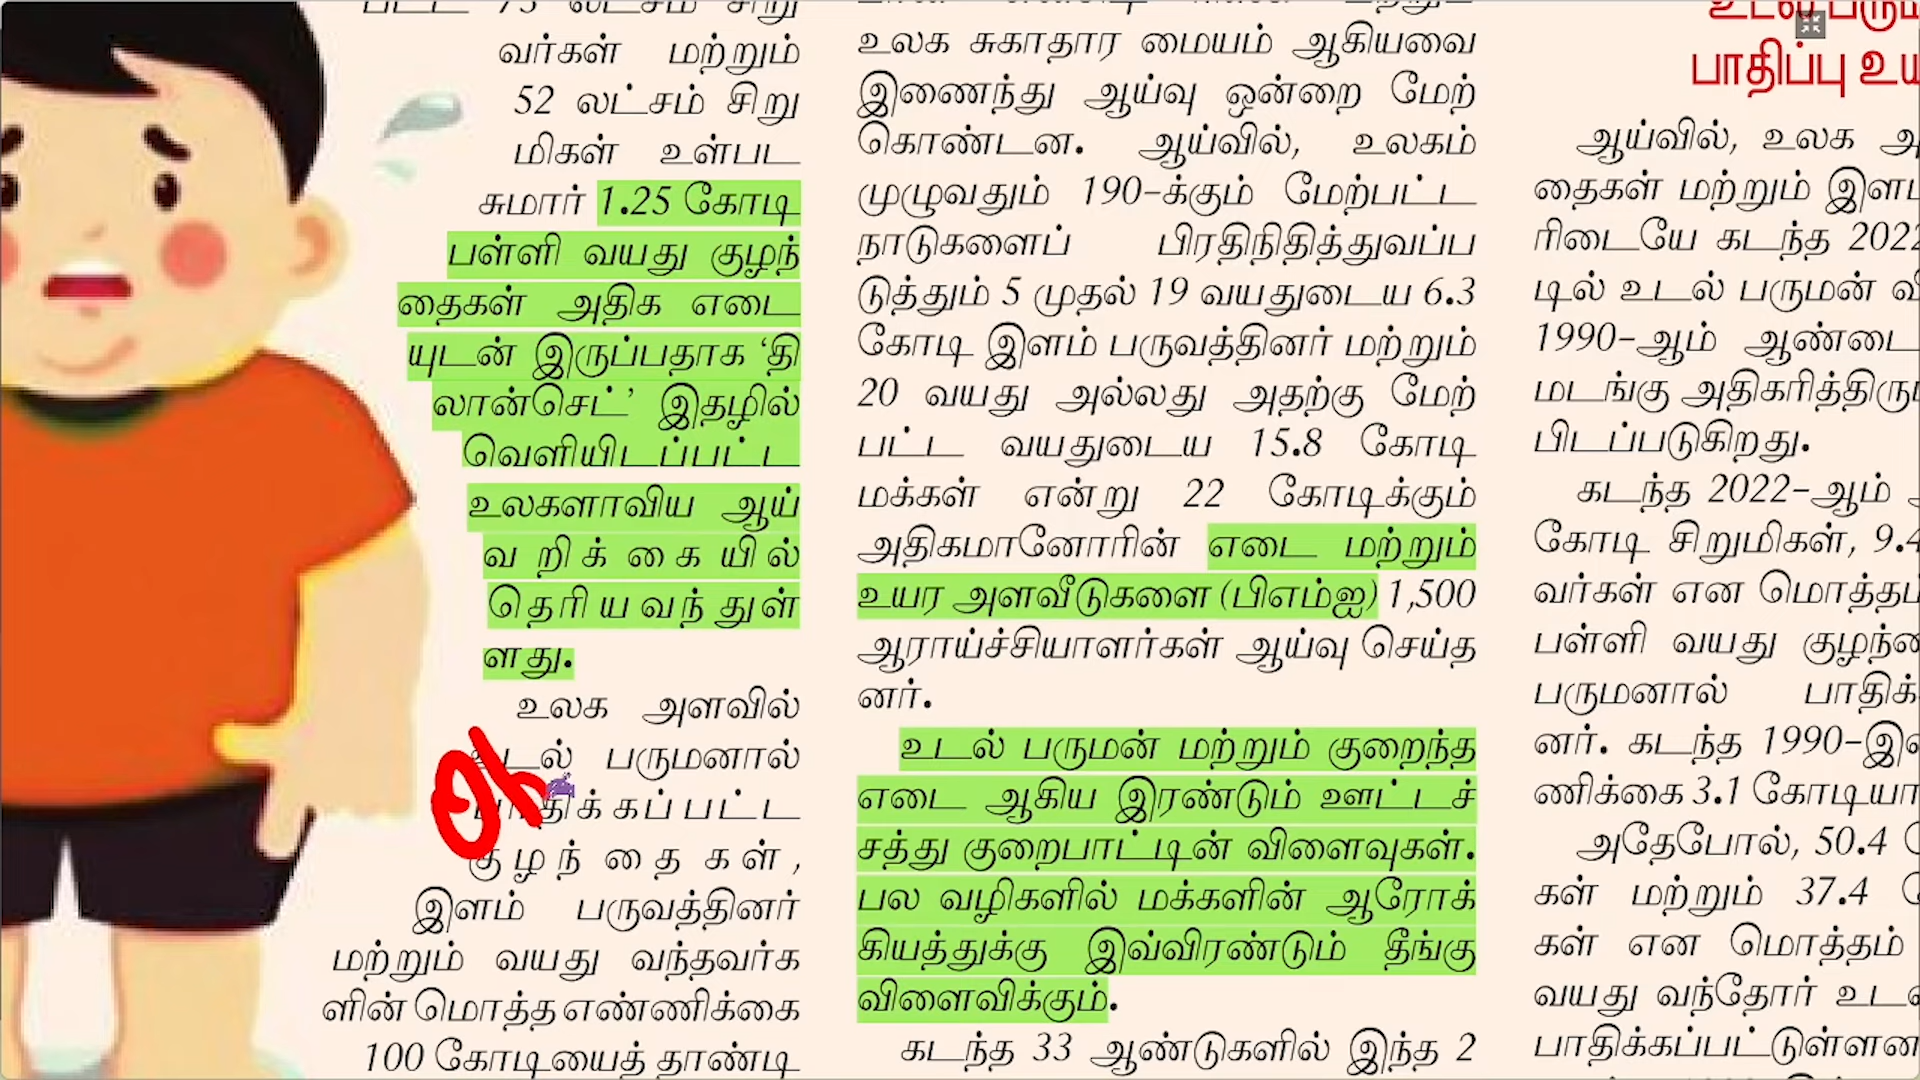 வர்கள் மற்றும்
52 லட்சம் சிறு
மிகள் உள்பட
சுமார் 1.25 கோடி
பள்ளி வயது குழந்
தைகள் அதிக எடை
யுடன் இருப்பதாக ‘தி
லான்செட்’ இதழில்
வெளியிடப்பட்ட
உலகளாவிய ஆய்
வறிக்கையில்
தெரியவந்துள்
ளது.
உலக அளவில்
உடல் பருமனால்
பாதிக்கப்பட்ட
குழந்தைகள்,
இளம் பருவத்தினர்
மற்றும் வயது வந்தவர்க
ளின் மொத்த எண்ணிக்கை
100 கோடியைத் தாண்டி
உலக சுகாதார மையம் ஆகியவை
இணைந்து ஆய்வு ஒன்றை மேற்
கொண்டன. ஆய்வில், உலகம்
முழுவதும் 190-க்கும் மேற்பட்ட
நாடுகளைப் பிரதிநிதித்துவப்ப
டுத்தும் 5 முதல் 19 வயதுடைய 6.3
கோடி இளம் பருவத்தினர் மற்றும்
20 வயது அல்லது அதற்கு மேற்
பட்ட வயதுடைய 15.8 கோடி
மக்கள் என்று 22 கோடிக்கும்
அதிகமானோரின் எடை மற்றும்
உயர அளவீடுகளை (பிஎம்ஐ) 1,500
ஆராய்ச்சியாளர்கள் ஆய்வு செய்த
னர்.
உடல் பருமன் மற்றும் குறைந்த
எடை ஆகிய இரண்டும் ஊட்டச்
சத்து குறைபாட்டின் விளைவுகள்.
பல வழிகளில் மக்களின் ஆரோக்
கியத்துக்கு இவ்விரண்டும் தீங்கு
விளைவிக்கும்.
கடந்த 33 ஆண்டுகளில் இந்த 2
உடல் பரும
பாதிப்பு உய
ஆய்வில், உலக அ
தைகள் மற்றும் இளம
ரிடையே கடந்த 2022
டில் உடல் பருமன் வி
1990-ஆம் ஆண்டை
மடங்கு அதிகரித்திரு
பிடப்படுகிறது.
கடந்த 2022-ஆம்
கோடி சிறுமிகள், 9.4
வர்கள் என மொத்தம்
பள்ளி வயது குழந்தை
பருமனால் பாதிக்
னர். கடந்த 1990-இ
ணிக்கை 3.1 கோடியா
அதேபோல், 50.4
கள் மற்றும் 37.4
கள் என மொத்தம்
வயது வந்தோர் உட
பாதிக்கப்பட்டுள்ளன